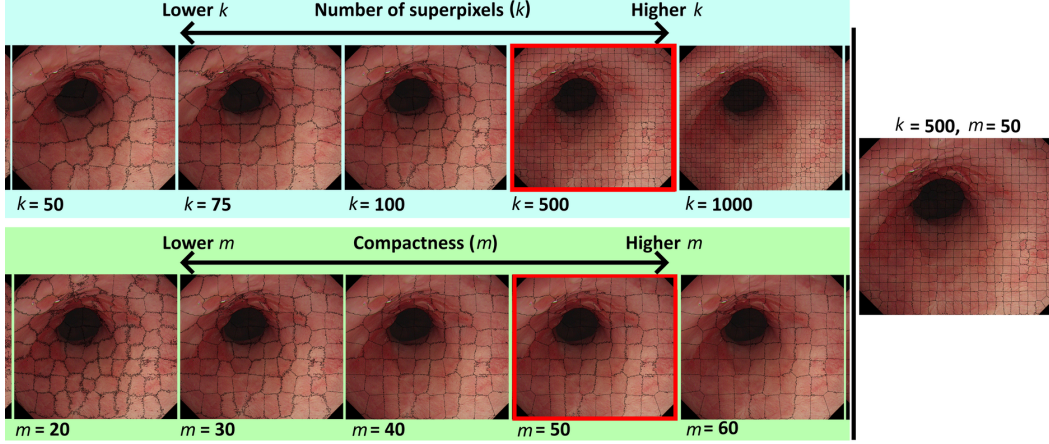 Lower k Number of superpixels (k) Higher k
k = 50 k = 75 k = 100 k = 500 k = 1000
Lower m Compactness (m) Higher m
m = 20 m = 30 m = 40 m = 50 m = 60
k = 500, m = 50